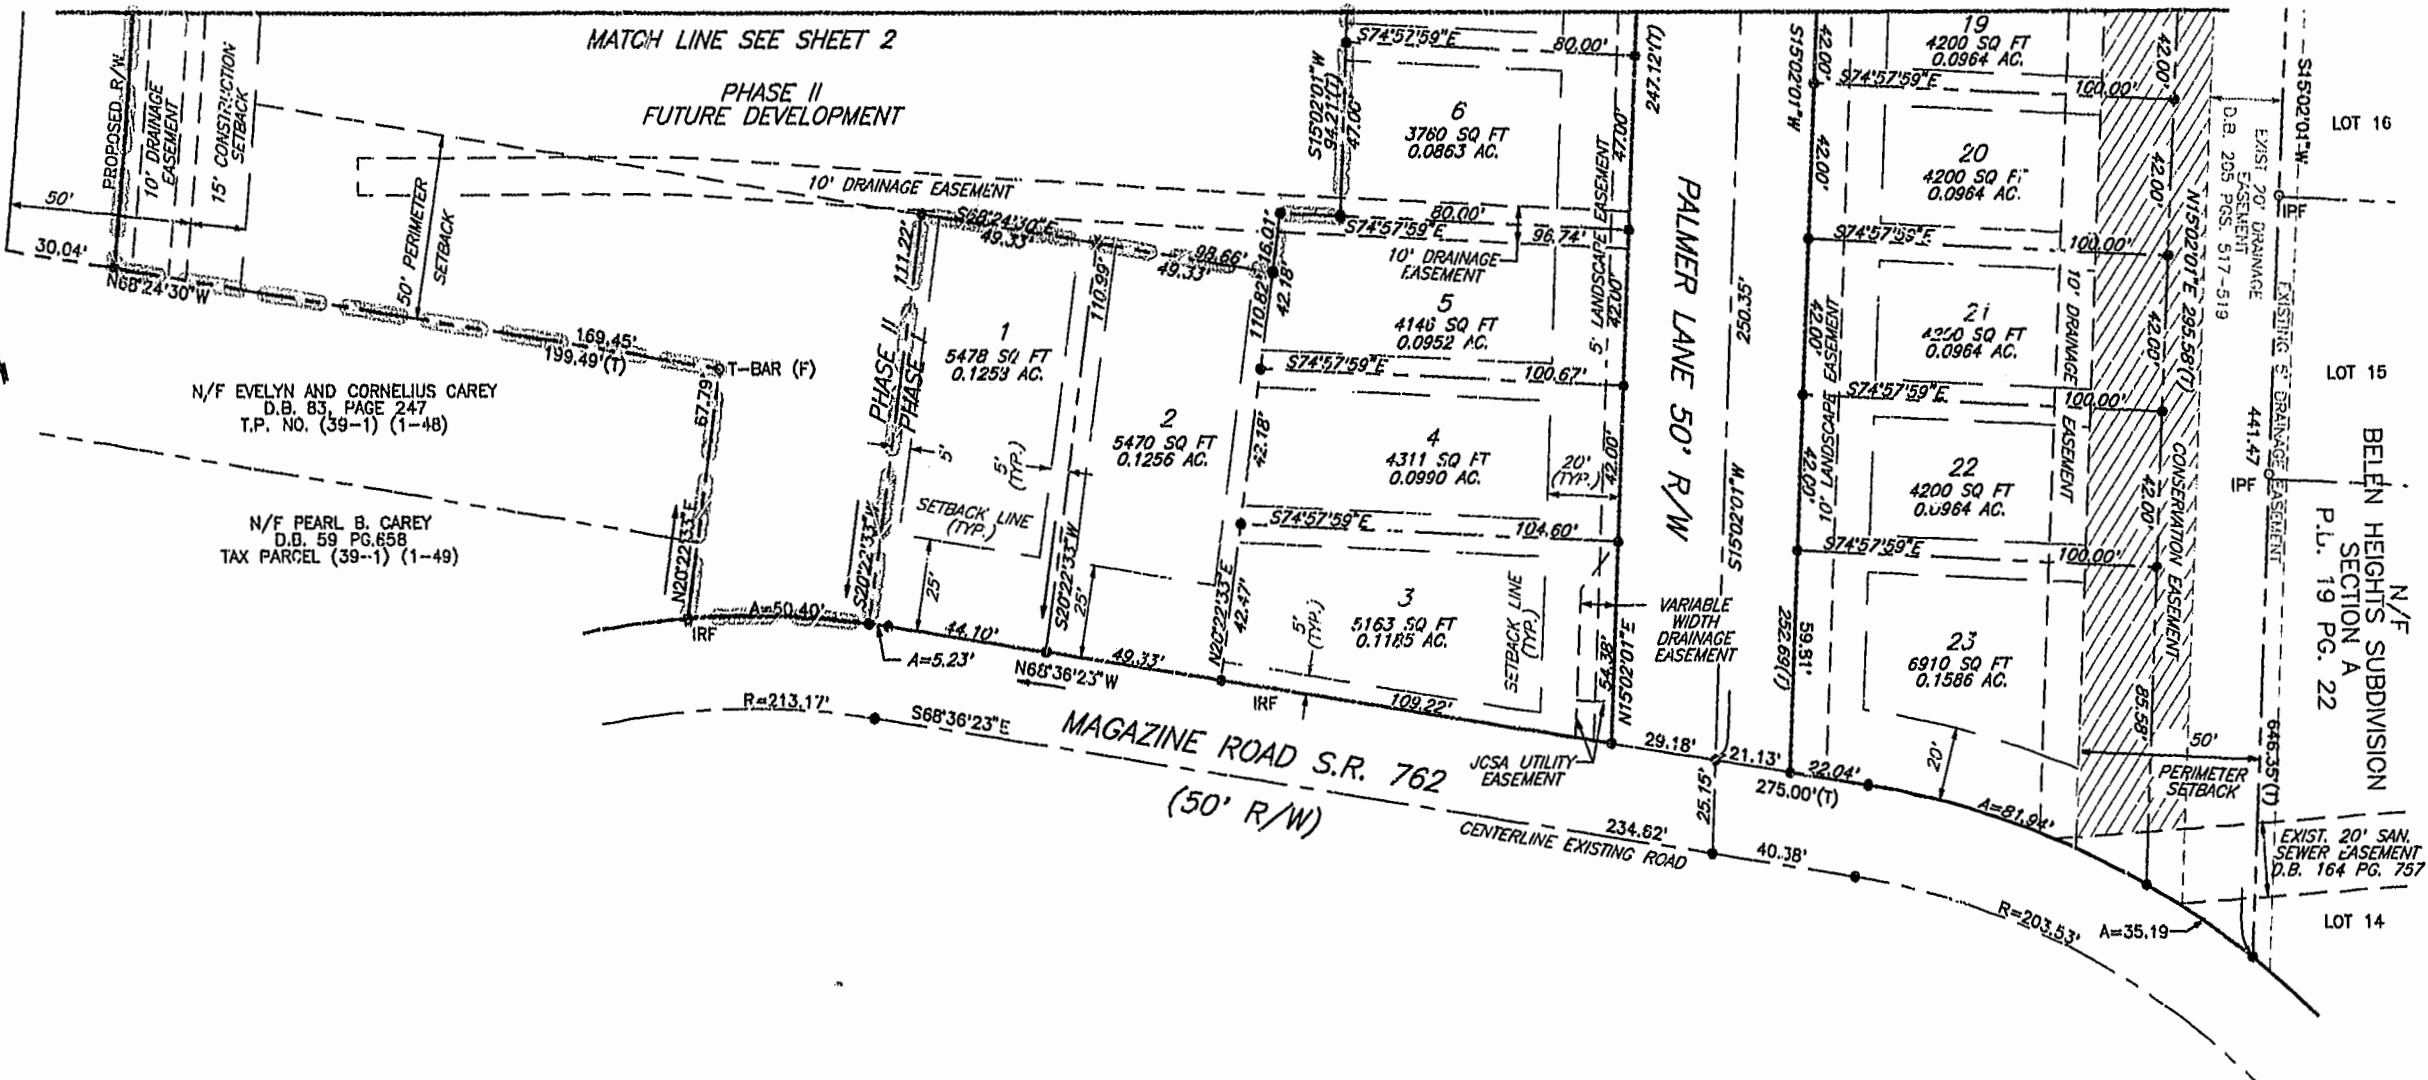 MATCH LINE SEE SHEET 2
PHASE II
FUTURE DEVELOPMENT
PROPOSED R/W
10' DRAINAGE
EASEMENT
15' CONSTRUCTION
SETBACK
50'
30.04'
N68°24'30"W
50' PERIMETER
SETBACK
10' DRAINAGE EASEMENT
169.45'
199.49'(T)
T-BAR (F)
67.79'
N20°22'33"E
N/F EVELYN AND CORNELIUS CAREY
D.B. 83, PAGE 247
T.P. NO. (39-1) (1-48)
N/F PEARL B. CAREY
D.B. 59 PG.658
TAX PARCEL (39-1) (1-49)
IRF
A=50.40'
A=5.23'
PHASE II
PHASE I
111.22'
S20°22'33"W
S68°24'30"E
49.33'
98.66'
49.33'
16.01'
1
5478 SQ FT
0.1253 AC.
5'
5'
(TYP.)
SETBACK LINE
(TYP.)
25'
110.99'
S20°22'33"W
25'
2
5470 SQ FT
0.1256 AC.
110.82'
42.18'
42.18'
42.47'
N20°22'33"E
44.10'
49.33'
N68°36'23"W
IRF
109.22'
3
5163 SQ FT
0.1185 AC.
5'
(TYP.)
SETBACK LINE
(TYP.)
S74°57'59"E
104.60'
4
4311 SQ FT
0.0990 AC.
20'
(TYP.)
S74°57'59"E
100.67'
5
4146 SQ FT
0.0952 AC.
10' DRAINAGE
EASEMENT
80.00'
S74°57'59"E
96.74'
6
3760 SQ FT
0.0863 AC.
S15°02'01"W
94.21'(T)
47.00'
S74°57'59"E
80.00'
247.12'(T)
47.00'
5' LANDSCAPE EASEMENT
42.00'
42.00'
54.38'
N15°02'01"E
VARIABLE
WIDTH
DRAINAGE
EASEMENT
JCSA UTILITY
EASEMENT
PALMER LANE 50' R/W
250.35'
S15°02'01"W
S15°02'01"W
42.00'
42.00'
42.00'
42.00'
10' LANDSCAPE EASEMENT
59.81'
252.69(T)
19
4200 SQ FT
0.0964 AC.
S74°57'59"E
100.00'
20
4200 SQ FT
0.0964 AC.
S74°57'59"E
100.00'
21
4200 SQ FT
0.0964 AC.
S74°57'59"E
100.00'
22
4200 SQ FT
0.0964 AC.
S74°57'59"E
100.00'
23
6910 SQ FT
0.1586 AC.
20'
10' DRAINAGE EASEMENT
CONSERVATION EASEMENT
42.00'
42.00'
42.00'
42.00'
85.58'
N15°02'01"E 295.58'(T)
50'
PERIMETER
SETBACK
EXIST 20' DRAINAGE
EASEMENT
D.B. 205 PGS. 517-519
EXISTING 5' DRAINAGE EASEMENT
S15°02'01"W
441.47
646.35'(T)
IPF
IPF
LOT 16
LOT 15
N/F
BELEN HEIGHTS SUBDIVISION
SECTION A
P.B. 19 PG. 22
EXIST. 20' SAN.
SEWER EASEMENT
D.B. 164 PG. 757
LOT 14
29.18'
21.13'
22.04'
275.00'(T)
25.15'
A=81.94'
A=35.19
R=203.53'
R=213.17'
S68°36'23"E
MAGAZINE ROAD S.R. 762
(50' R/W)
234.62'
40.38'
CENTERLINE EXISTING ROAD